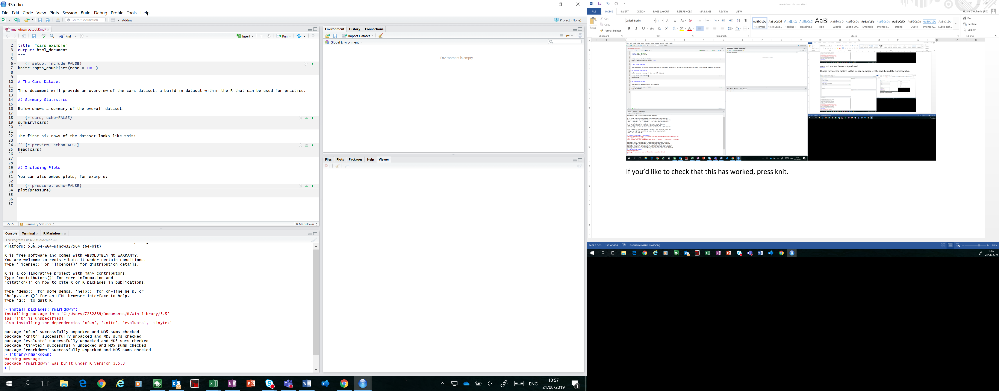 RStudio
File Edit Code View Plots Session Build Debug Profile Tools Help
Go to file/function Addins Project: (None)
rmarkdown output.Rmd*
Knit Insert Run
1 ---
2 title: "cars example"
3 output: html_document
4 ---
5
6 ```{r setup, include=FALSE}
7 knitr::opts_chunk$set(echo = TRUE)
8 ```
9
10 # The Cars Dataset
11
12 This document will provide an overview of the cars dataset, a build in dataset within the R that can be used for practice.
13
14 ## Summary Statistics
15
16 Below shows a summary of the overall dataset:
17
18 ```{r cars, echo=FALSE}
19 summary(cars)
20 ```
21
22 The first six rows of the dataset looks like this:
23
24 ```{r preview, echo=FALSE}
25 head(cars)
26 ```
27
28
29 ## Including Plots
30
31 You can also embed plots, for example:
32
33 ```{r pressure, echo=FALSE}
34 plot(pressure)
35 ```
36
37
22:27 Summary Statistics R Markdown
Console Terminal R Markdown
C:/Program Files/RStudio/bin/
Platform: x86_64-w64-mingw32/x64 (64-bit)
R is free software and comes with ABSOLUTELY NO WARRANTY.
You are welcome to redistribute it under certain conditions.
Type 'license()' or 'licence()' for distribution details.
R is a collaborative project with many contributors.
Type 'contributors()' for more information and
'citation()' on how to cite R or R packages in publications.
Type 'demo()' for some demos, 'help()' for on-line help, or
'help.start()' for an HTML browser interface to help.
Type 'q()' to quit R.
> install.packages("rmarkdown")
Installing package into ‘C:/Users/7232889/Documents/R/win-library/3.5’
(as ‘lib’ is unspecified)
also installing the dependencies ‘xfun’, ‘knitr’, ‘evaluate’, ‘tinytex’
package ‘xfun’ successfully unpacked and MD5 sums checked
package ‘knitr’ successfully unpacked and MD5 sums checked
package ‘evaluate’ successfully unpacked and MD5 sums checked
package ‘tinytex’ successfully unpacked and MD5 sums checked
package ‘rmarkdown’ successfully unpacked and MD5 sums checked
> library(rmarkdown)
Warning message:
package ‘rmarkdown’ was built under R version 3.5.3
>
Environment History Connections
Import Dataset List
Global Environment
Environment is empty
Files Plots Packages Help Viewer
ENG 10:57
21/08/2019
1
rmarkdwon demo - Word
Hoare, Stephanie (RIS)
FILE HOME INSERT DESIGN PAGE LAYOUT REFERENCES MAILINGS REVIEW VIEW
Paste Cut
Copy
Format Painter
Clipboard
Calibri (Body) 11
Font
Paragraph
1 Normal 1 No Spac... Heading 1 Heading 2 Title Subtitle Subtle Em... Emphasis Intense E... Strong Quote Intense Q... Subtle Ref...
Styles
Find
Replace
Select
Editing
press knit and see the output produced.
Change the function options so that we can no longer see the code behind the summary table.
If you’d like to check that this has worked, press knit.
PAGE 3 OF 3 235 WORDS ENGLISH (UNITED KINGDOM) 240%
10:57
21/08/2019